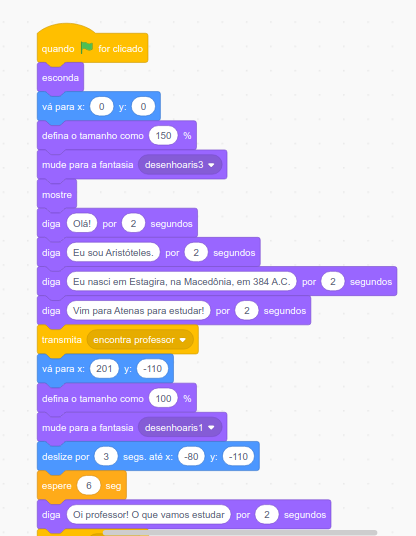 quando for clicado
esconda
vá para x: 0 y: 0
defina o tamanho como 150 %
mude para a fantasia desenhoaris3
mostre
diga Olá! por 2 segundos
diga Eu sou Aristóteles. por 2 segundos
diga Eu nasci em Estagira, na Macedônia, em 384 A.C. por 2 segundos
diga Vim para Atenas para estudar! por 2 segundos
transmita encontra professor
vá para x: 201 y: -110
defina o tamanho como 100 %
mude para a fantasia desenhoaris1
deslize por 3 segs. até x: -80 y: -110
espere 6 seg
diga Oi professor! O que vamos estudar por 2 segundos